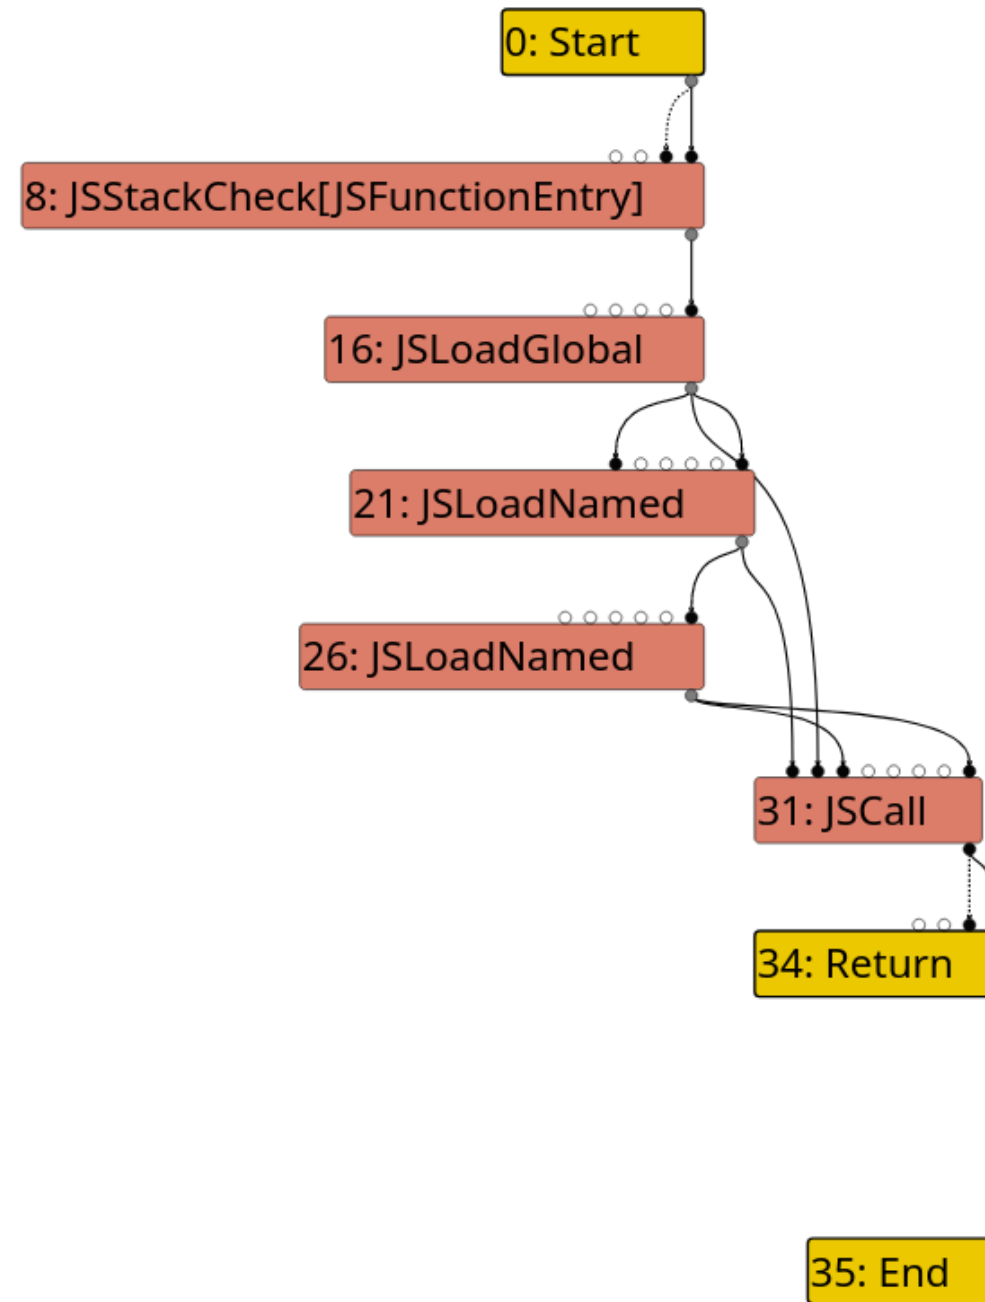 0: Start
8: JSStackCheck[JSFunctionEntry]
16: JSLoadGlobal
21: JSLoadNamed
26: JSLoadNamed
31: JSCall
34: Return
35: End